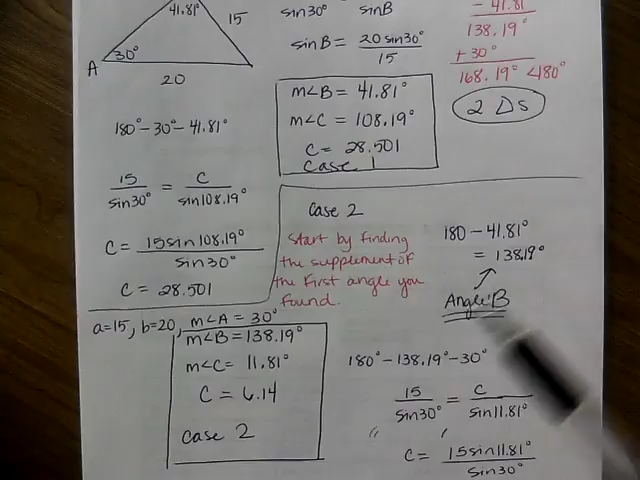 41.81°
15
A
30°
20
sin30° sinB
sinB = 20sin30° / 15
- 41.81°
138.19°
+ 30°
168.19° < 180°
2 △s
m∠B = 41.81°
m∠C = 108.19°
C = 28.501
Case 1
180° - 30° - 41.81°
15 / sin30° = C / sin108.19°
C = 15sin108.19° / sin30°
C = 28.501
Case 2
Start by finding
the supplement of
the first angle you
found.
180 - 41.81°
= 138.19°
Angle B
a=15, b=20, m∠A = 30°
m∠B = 138.19°
m∠C = 11.81°
C = 6.14
Case 2
180° - 138.19° - 30°
15 / sin30° = C / sin11.81°
C = 15sin11.81° / sin30°